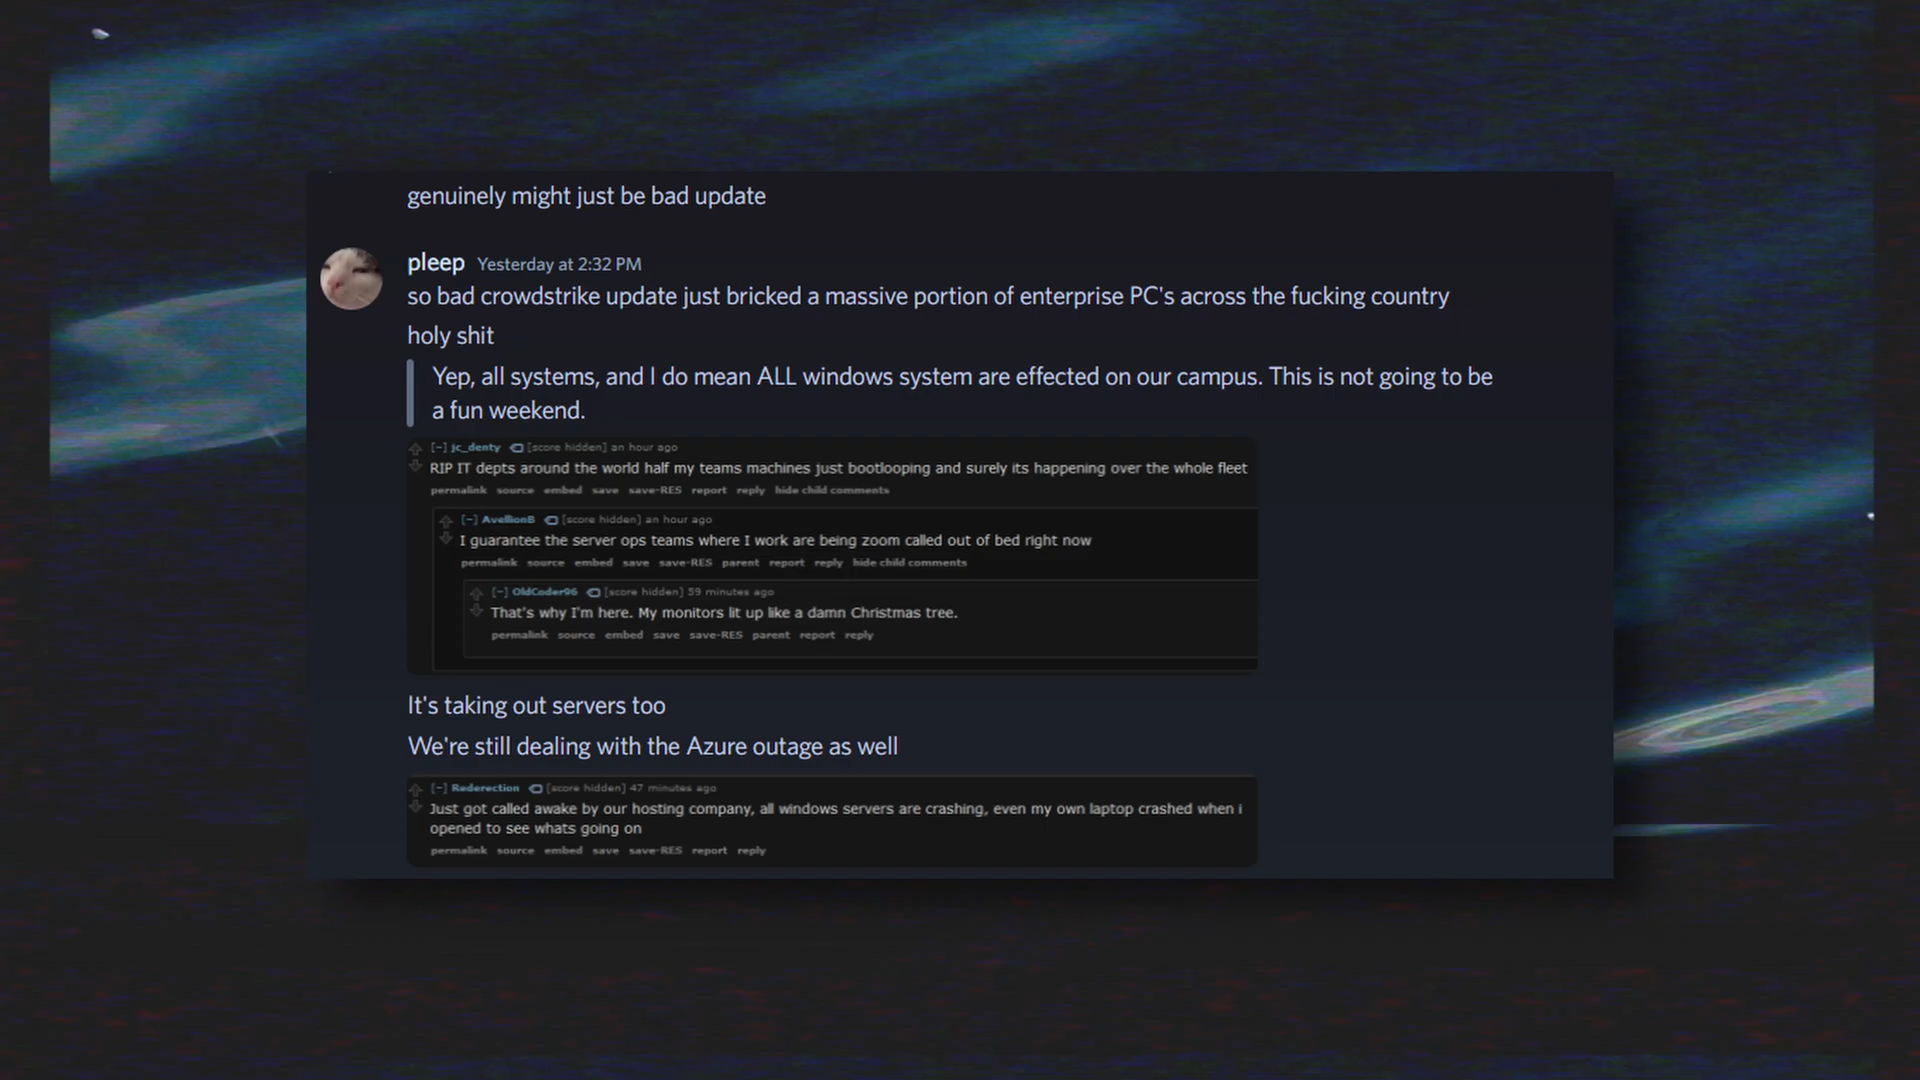 genuinely might just be bad update
pleep Yesterday at 2:32 PM
so bad crowdstrike update just bricked a massive portion of enterprise PC's across the fucking country
holy shit
Yep, all systems, and I do mean ALL windows system are effected on our campus. This is not going to be
a fun weekend.
[-] jc_denty [score hidden] an hour ago
RIP IT depts around the world half my teams machines just bootlooping and surely its happening over the whole fleet
permalink source embed save save-RES report reply hide child comments
[-] AvellionB [score hidden] an hour ago
I guarantee the server ops teams where I work are being zoom called out of bed right now
permalink source embed save save-RES parent report reply hide child comments
[-] OldCoder96 [score hidden] 59 minutes ago
That's why I'm here. My monitors lit up like a damn Christmas tree.
permalink source embed save save-RES parent report reply
It's taking out servers too
We're still dealing with the Azure outage as well
[-] Rederection [score hidden] 47 minutes ago
Just got called awake by our hosting company, all windows servers are crashing, even my own laptop crashed when i
opened to see whats going on
permalink source embed save save-RES report reply